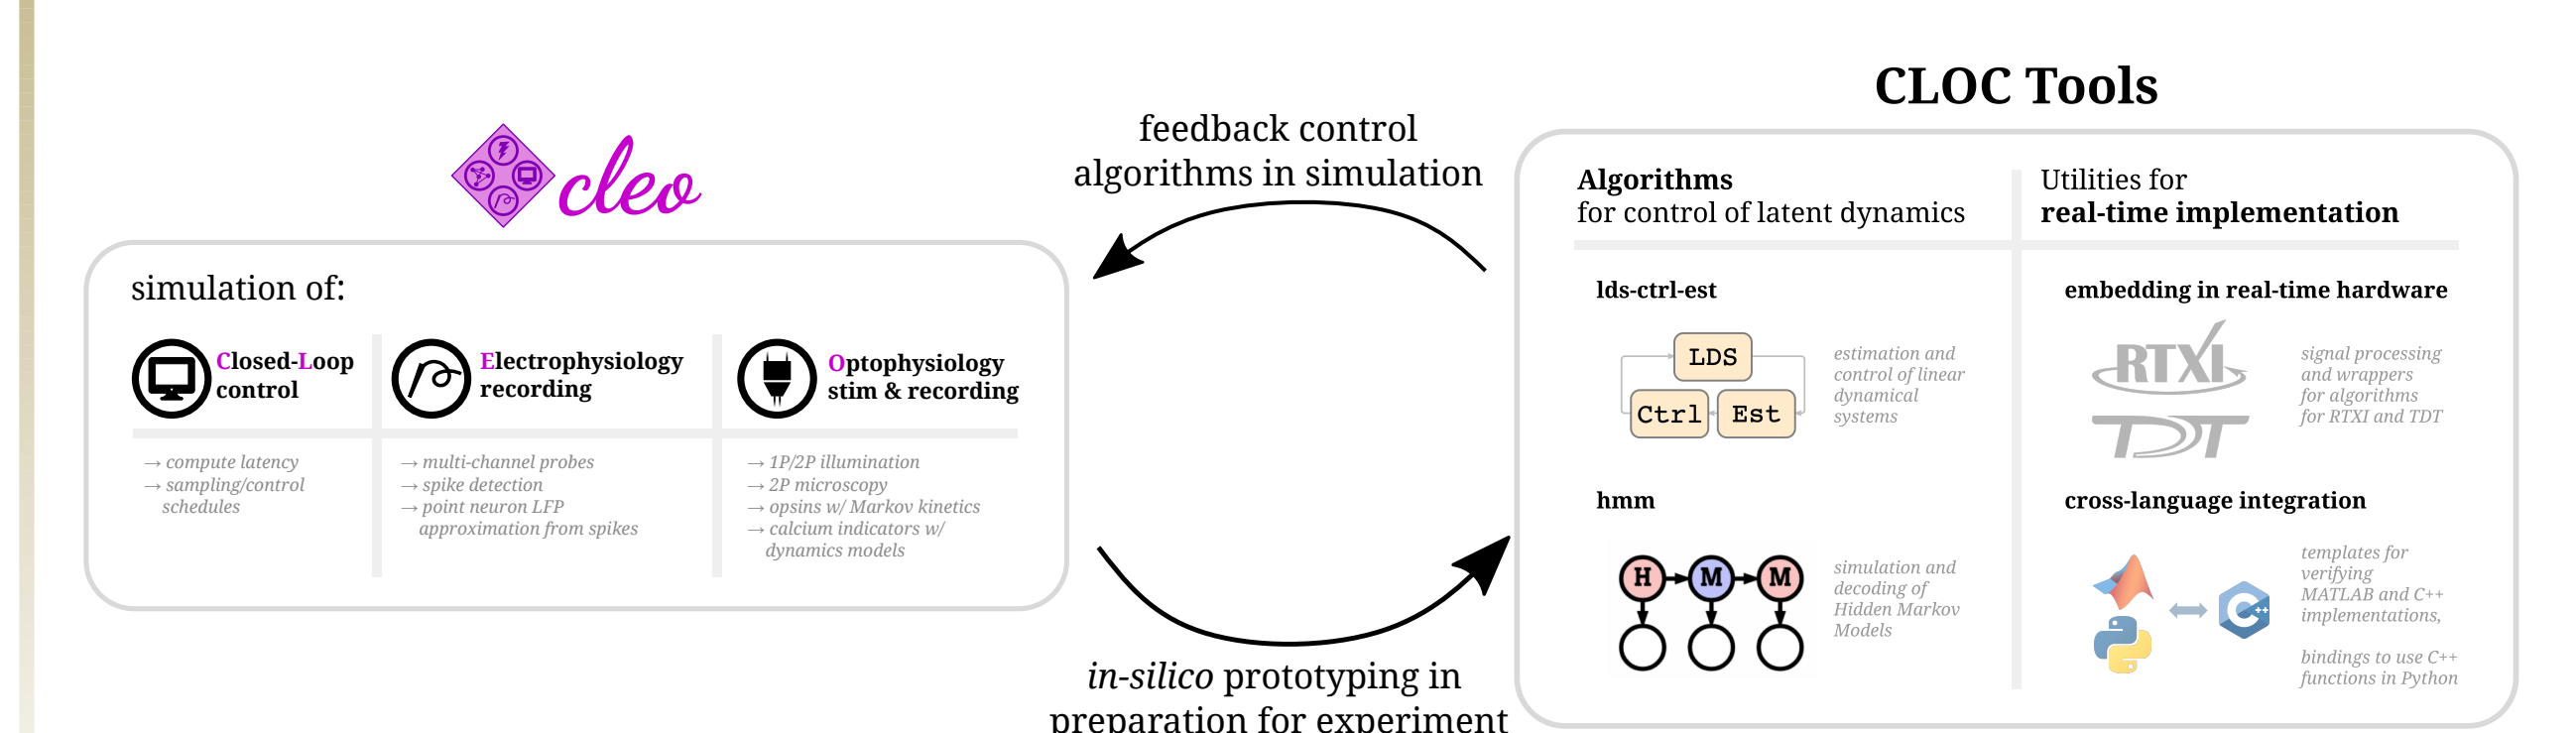 cleo
simulation of:
Closed-Loop
control
→ compute latency
→ sampling/control
schedules
Electrophysiology
recording
→ multi-channel probes
→ spike detection
→ point neuron LFP
approximation from spikes
Optophysiology
stim & recording
→ 1P/2P illumination
→ 2P microscopy
→ opsins w/ Markov kinetics
→ calcium indicators w/
dynamics models
feedback control
algorithms in simulation
in-silico prototyping in
preparation for experiment
CLOC Tools
Algorithms
for control of latent dynamics
lds-ctrl-est
LDS
Ctrl
Est
estimation and
control of linear
dynamical
systems
hmm
H
M
M
simulation and
decoding of
Hidden Markov
Models
Utilities for
real-time implementation
embedding in real-time hardware
RTXI
TDT
signal processing
and wrappers
for algorithms
for RTXI and TDT
cross-language integration
C++
templates for
verifying
MATLAB and C++
implementations,
bindings to use C++
functions in Python